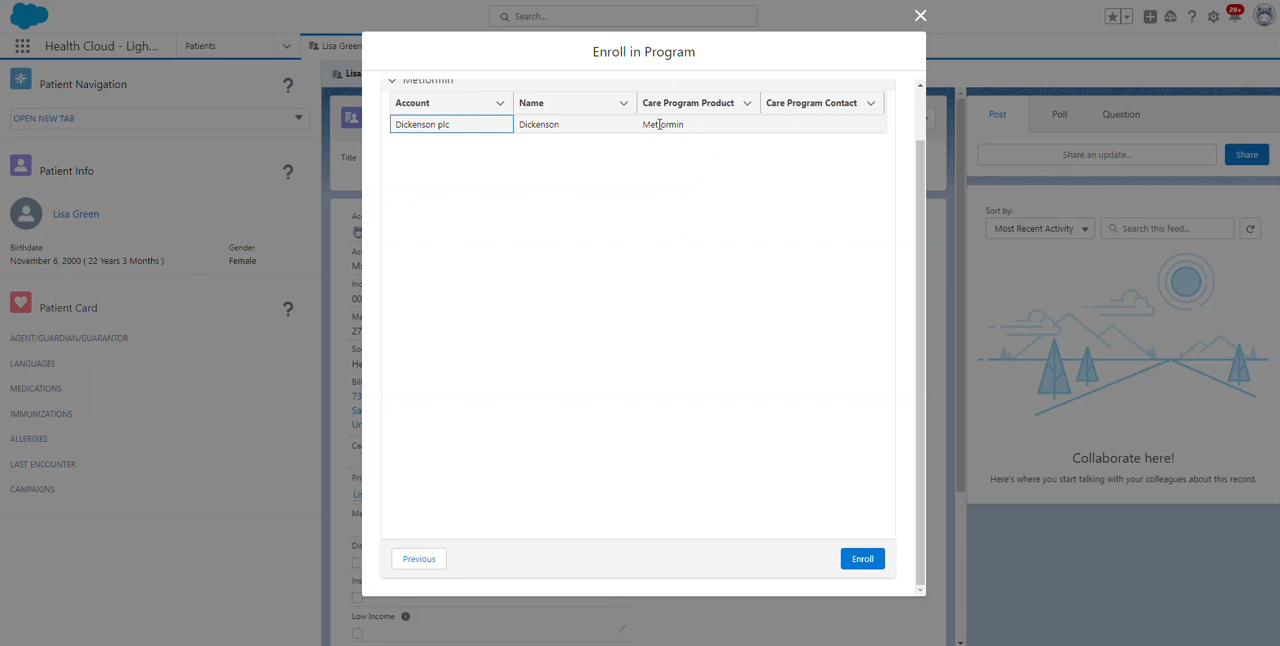 Search...
20+
Health Cloud - Ligh...
Patients
Lisa Green
Enroll in Program
Patient Navigation
OPEN NEW TAB
Patient Info
Lisa Green
Birthdate
Gender
November 6, 2000 ( 22 Years 3 Months )
Female
Patient Card
AGENT/GUARDIAN/GUARANTOR
LANGUAGES
MEDICATIONS
IMMUNIZATIONS
ALLERGIES
LAST ENCOUNTER
CAMPAIGNS
Title
Metformin
Account
Name
Care Program Product
Care Program Contact
Dickenson plc
Dickenson
Metformin
Previous
Enroll
Low Income
Post
Poll
Question
Share an update...
Share
Sort by:
Most Recent Activity
Search this feed...
Collaborate here!
Here's where you start talking with your colleagues about this record.